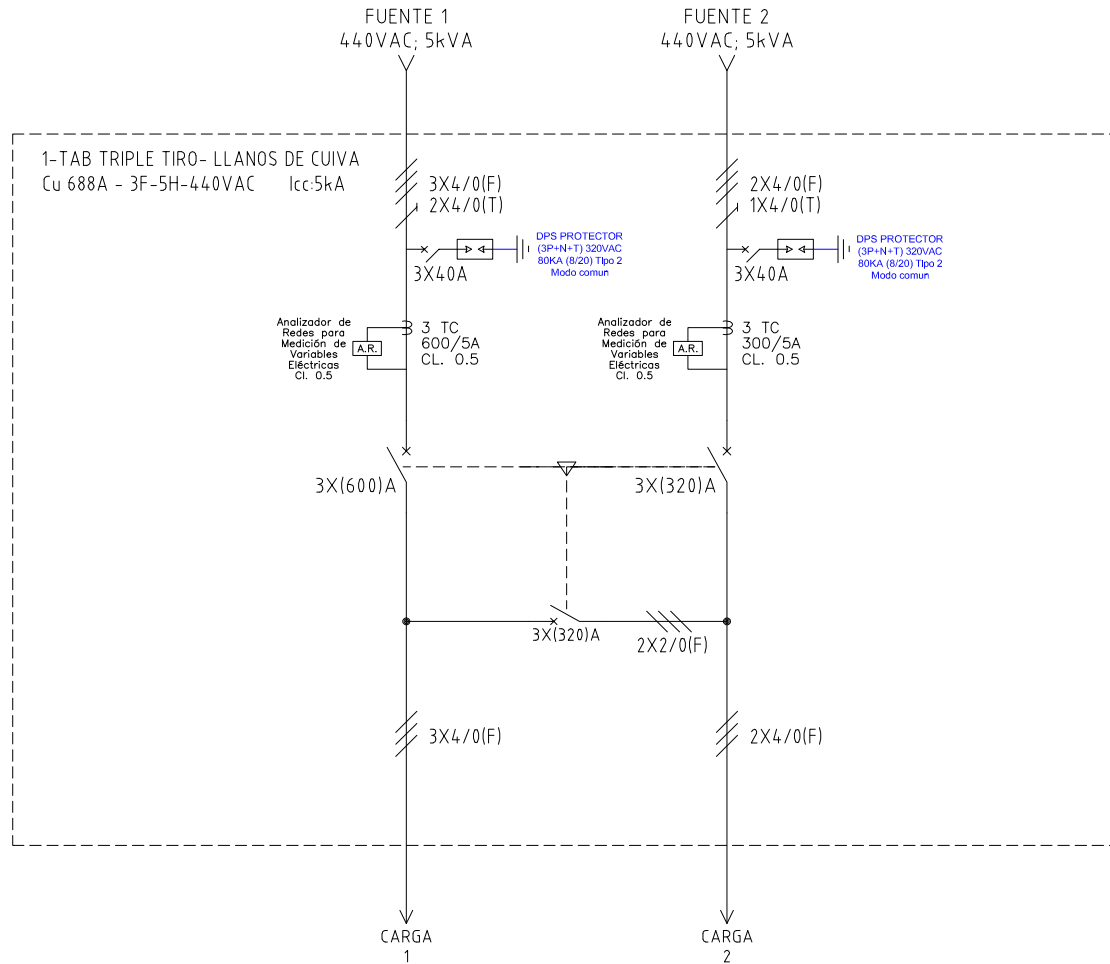 FUENTE 1
440VAC; 5kVA
FUENTE 2
440VAC; 5kVA
1-TAB TRIPLE TIRO- LLANOS DE CUIVA
Cu 688A - 3F-5H-440VAC Icc:5kA
3X4/0(F)
2X4/0(T)
2X4/0(F)
1X4/0(T)
DPS PROTECTOR
(3P+N+T) 320VAC
80KA (8/20) Tipo 2
Modo comun
3X40A
DPS PROTECTOR
(3P+N+T) 320VAC
80KA (8/20) Tipo 2
Modo comun
3X40A
Analizador de
Redes para
Medición de
Variables
Eléctricas
Cl. 0.5
A.R.
3 TC
600/5A
CL. 0.5
Analizador de
Redes para
Medición de
Variables
Eléctricas
Cl. 0.5
A.R.
3 TC
300/5A
CL. 0.5
3X(600)A
3X(320)A
3X(320)A
2X2/0(F)
3X4/0(F)
2X4/0(F)
CARGA
1
CARGA
2